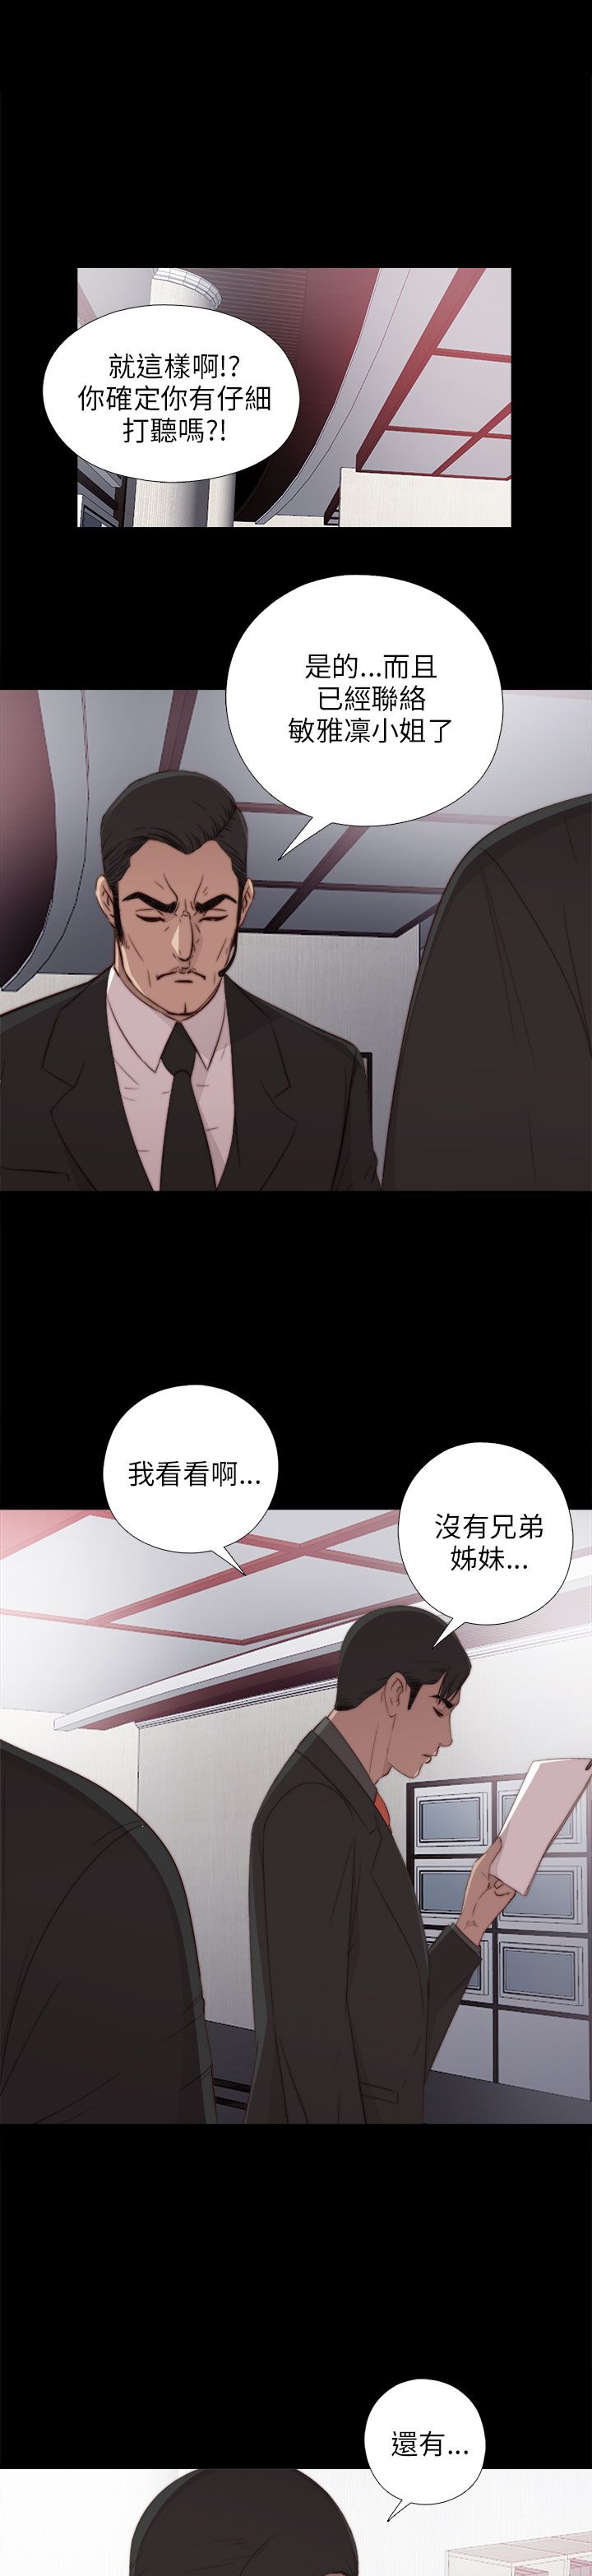 就這樣啊!?
你確定你有仔細
打聽嗎?!
是的...而且
已經聯絡
敏雅凜小姐了
我看看啊...
沒有兄弟
姊妹...
還有...